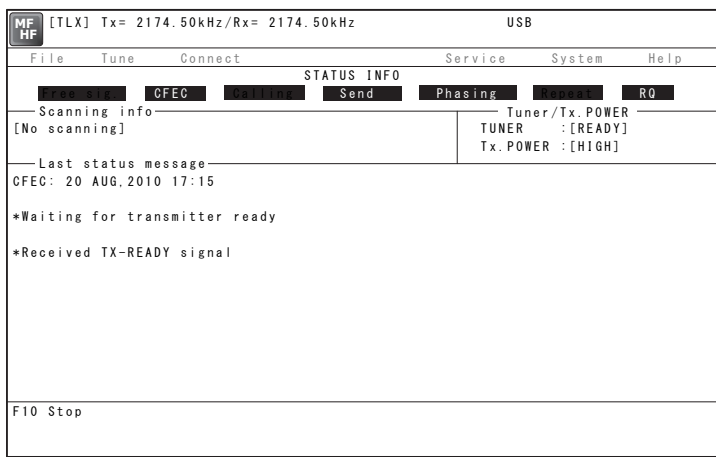 MF
HF
[TLX] Tx= 2174.50kHz/Rx= 2174.50kHz USB
File Tune Connect Service System Help
STATUS INFO
Free sig. CFEC Calling Send Phasing Repeat RQ
Scanning info Tuner/Tx.POWER
[No scanning] TUNER :[READY]
Tx.POWER :[HIGH]
Last status message
CFEC: 20 AUG,2010 17:15
*Waiting for transmitter ready
*Received TX-READY signal
F10 Stop